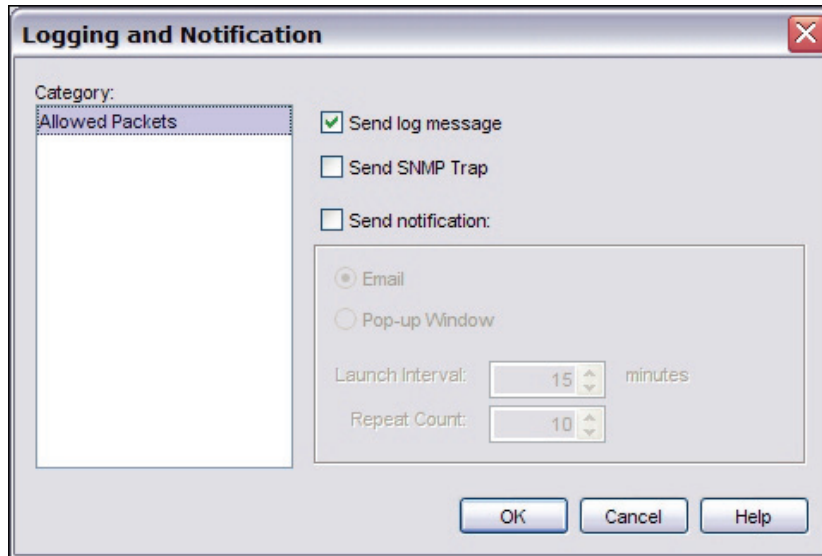 Logging and Notification
Category:
Allowed Packets
Send log message
Send SNMP Trap
Send notification:
Email
Pop-up Window
Launch Interval: 15 minutes
Repeat Count: 10
OK Cancel Help